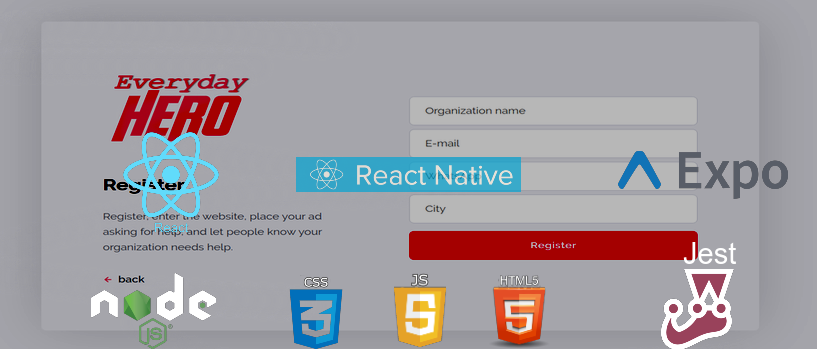 Everyday
HERO
Organization name
E-mail
React Native
Expo
Register
City
Register, enter the website, place your ad
React
asking for help, and let people know your
organization needs help.
Register
Jest
← back
node
JS
CSS
3
JS
5
HTML5
5